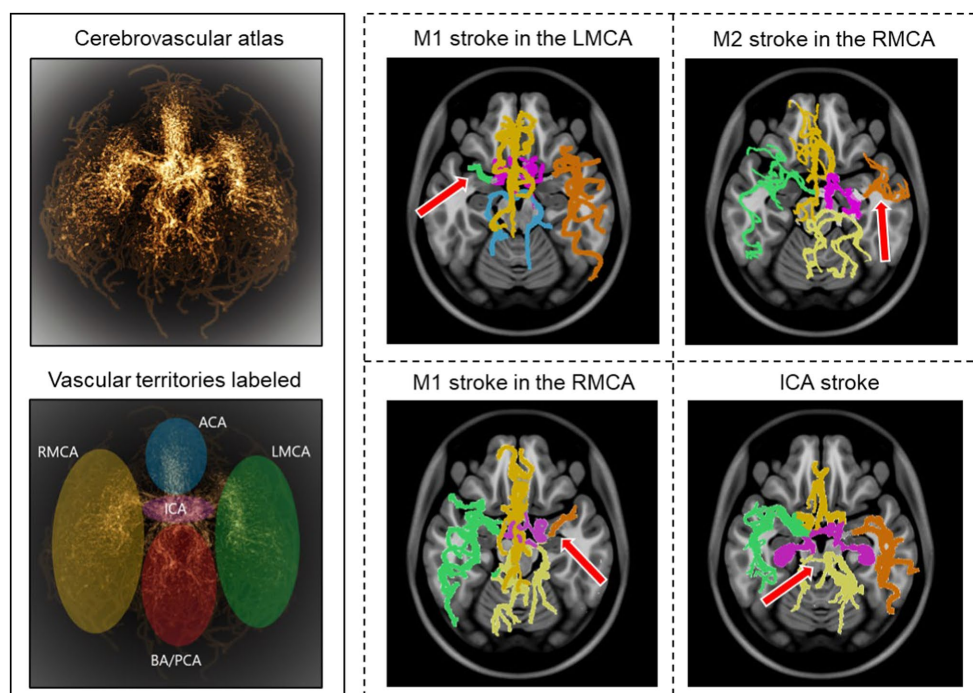 Cerebrovascular atlas
M1 stroke in the LMCA
M2 stroke in the RMCA
Vascular territories labeled
ACA
RMCA
LMCA
ICA
BA/PCA
M1 stroke in the RMCA
ICA stroke